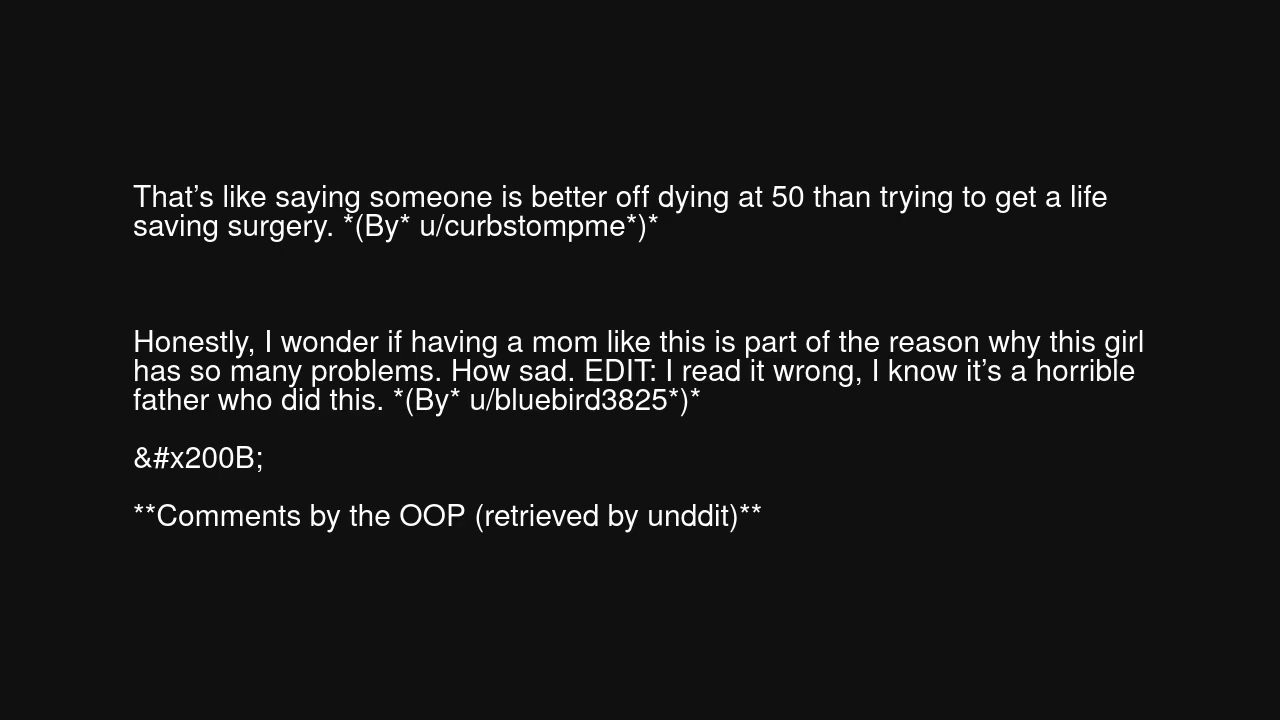 That’s like saying someone is better off dying at 50 than trying to get a life
saving surgery. *(By* u/curbstompme*)*
Honestly, I wonder if having a mom like this is part of the reason why this girl
has so many problems. How sad. EDIT: I read it wrong, I know it’s a horrible
father who did this. *(By* u/bluebird3825*)*
&#x200B;
**Comments by the OOP (retrieved by unddit)**